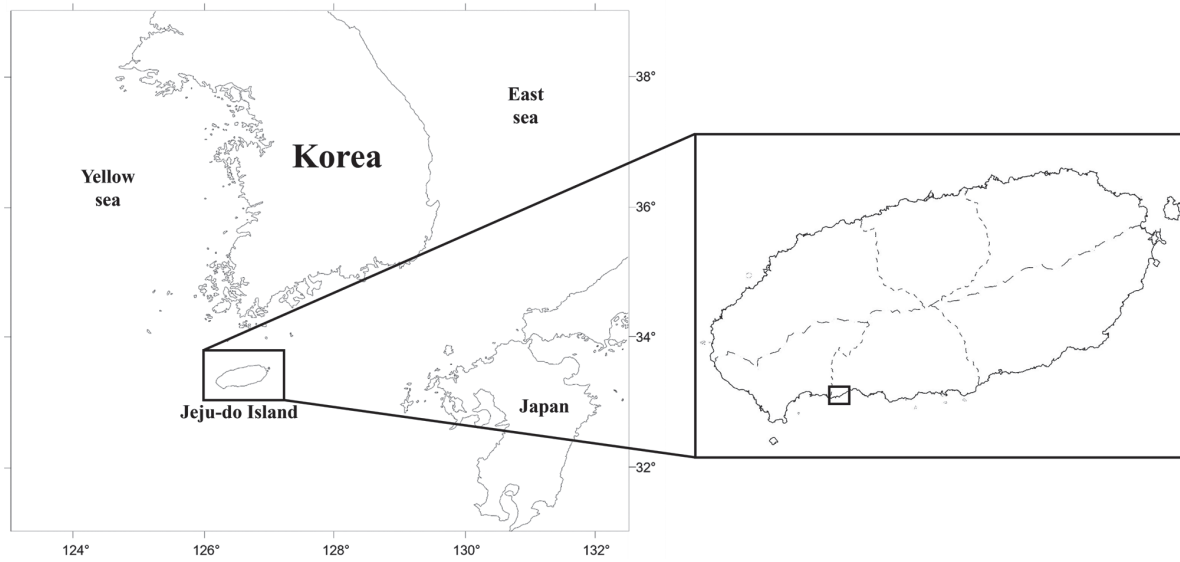 38°
East
sea
Korea
Yellow
sea
36°
34°
Jeju-do Island
Japan
32°
124°
126°
128°
130°
132°